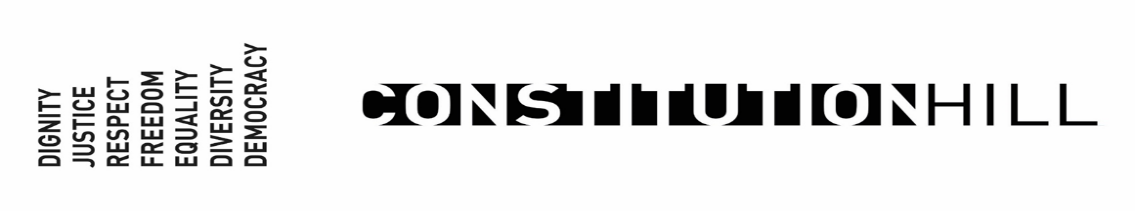 DIGNITY
JUSTICE
RESPECT
FREEDOM
EQUALITY
DIVERSITY
DEMOCRACY
CONSTITUTIONHILL